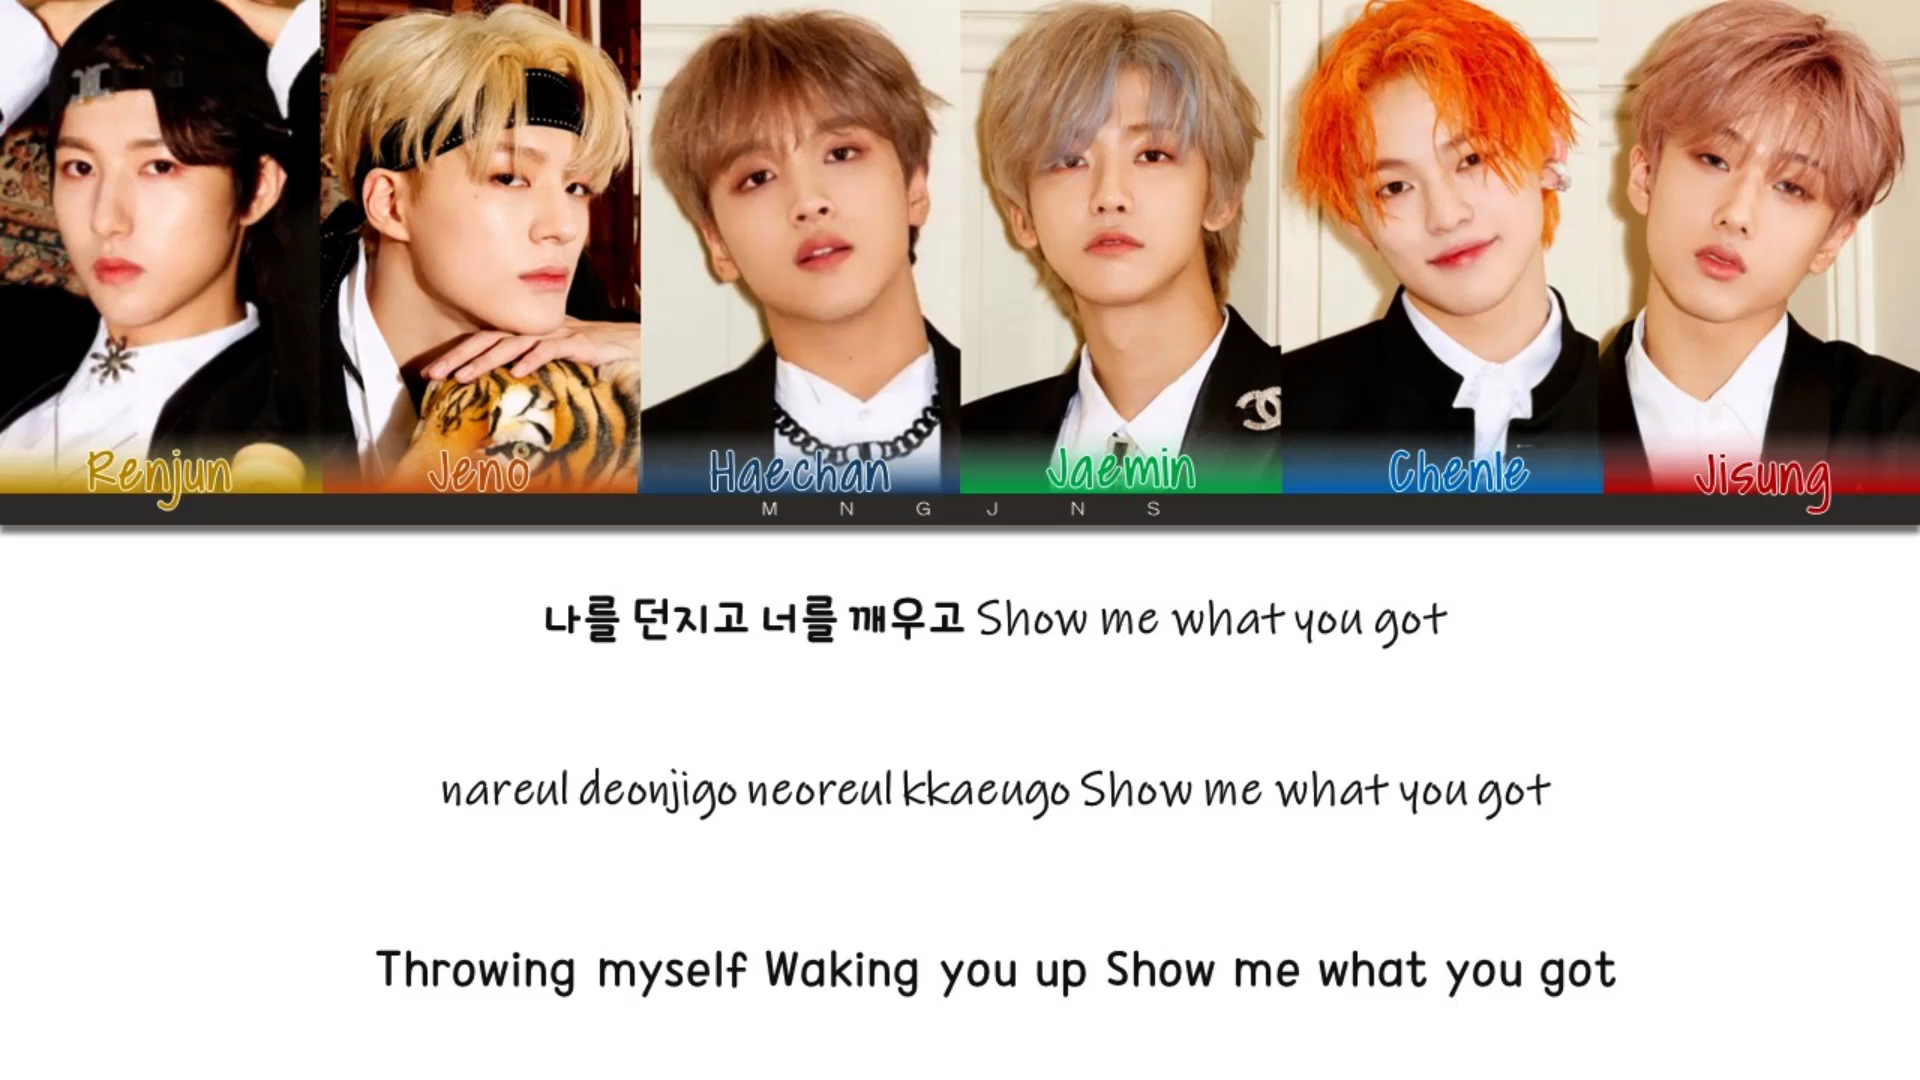 Renjun Jeno Haechan Jaemin Chenle Jisung
M N G J N S
나를 던지고 너를 깨우고 Show me what you got
nareul deonjigo neoreul kkaeugo Show me what you got
Throwing myself Waking you up Show me what you got